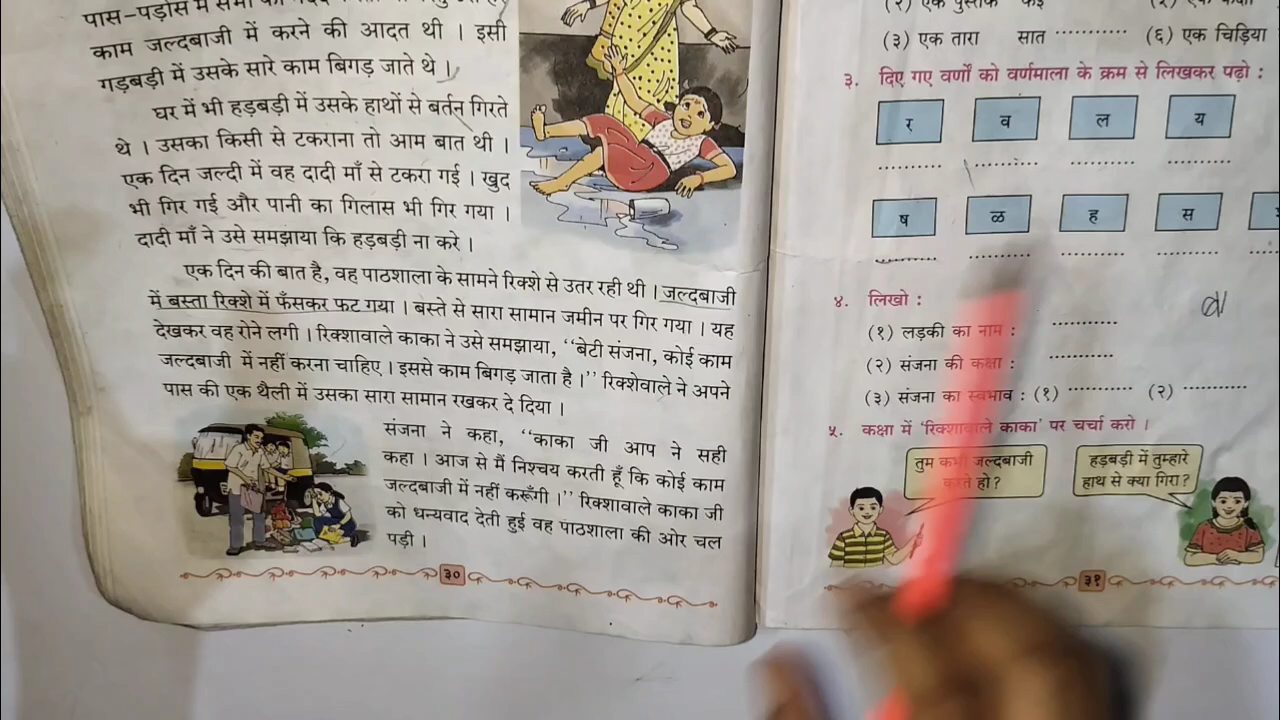 पास-पड़ोस में सभी
काम जल्दबाजी में करने की आदत थी । इसी
गड़बड़ी में उसके सारे काम बिगड़ जाते थे ।
घर में भी हड़बड़ी में उसके हाथों से बर्तन गिरते
थे । उसका किसी से टकराना तो आम बात थी ।
एक दिन जल्दी में वह दादी माँ से टकरा गई । खुद
भी गिर गई और पानी का गिलास भी गिर गया ।
दादी माँ ने उसे समझाया कि हड़बड़ी ना करे ।
एक दिन की बात है, वह पाठशाला के सामने रिक्शे से उतर रही थी । जल्दबाजी
में बस्ता रिक्शे में फँसकर फट गया । बस्ते से सारा सामान जमीन पर गिर गया । यह
देखकर वह रोने लगी । रिक्शावाले काका ने उसे समझाया, ‘‘बेटी संजना, कोई काम
जल्दबाजी में नहीं करना चाहिए । इससे काम बिगड़ जाता है ।’’ रिक्शेवाले ने अपने
पास की एक थैली में उसका सारा सामान रखकर दे दिया ।
संजना ने कहा, ‘‘काका जी आप ने सही
कहा । आज से मैं निश्चय करती हूँ कि कोई काम
जल्दबाजी में नहीं करूँगी ।’’ रिक्शावाले काका जी
को धन्यवाद देती हुई वह पाठशाला की ओर चल
पड़ी ।
३०
(२) एक पुस्तक कई
(३) एक तारा सात ............ (६) एक चिड़िया
३. दिए गए वर्णों को वर्णमाला के क्रम से लिखकर पढ़ो :
र व ल य
............ ............ ............ ............
ष ळ ह स
............ ............ ............ ............
४. लिखो :
(१) लड़की का नाम : ............
(२) संजना की कक्षा : ............
(३) संजना का स्वभाव : (१) ............ (२) ............
५. कक्षा में ‘रिक्शावाले काका’ पर चर्चा करो ।
तुम कभी जल्दबाजी
करते हो ?
हड़बड़ी में तुम्हारे
हाथ से क्या गिरा ?
३१